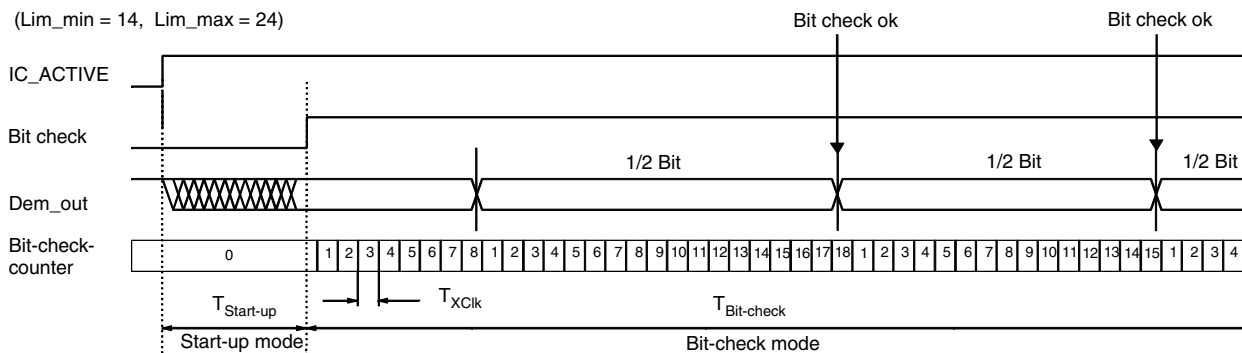 (Lim_min = 14, Lim_max = 24)
Bit check ok
Bit check ok
IC_ACTIVE
Bit check
1/2 Bit
1/2 Bit
1/2 Bit
Dem_out
Bit-check-
counter
0
1 2 3 4 5 6 7 8 1 2 3 4 5 6 7 8 9 10 11 12 13 14 15 16 17 18 1 2 3 4 5 6 7 8 9 10 11 12 13 14 15 1 2 3 4
TStart-up
TXClk
TBit-check
Start-up mode
Bit-check mode